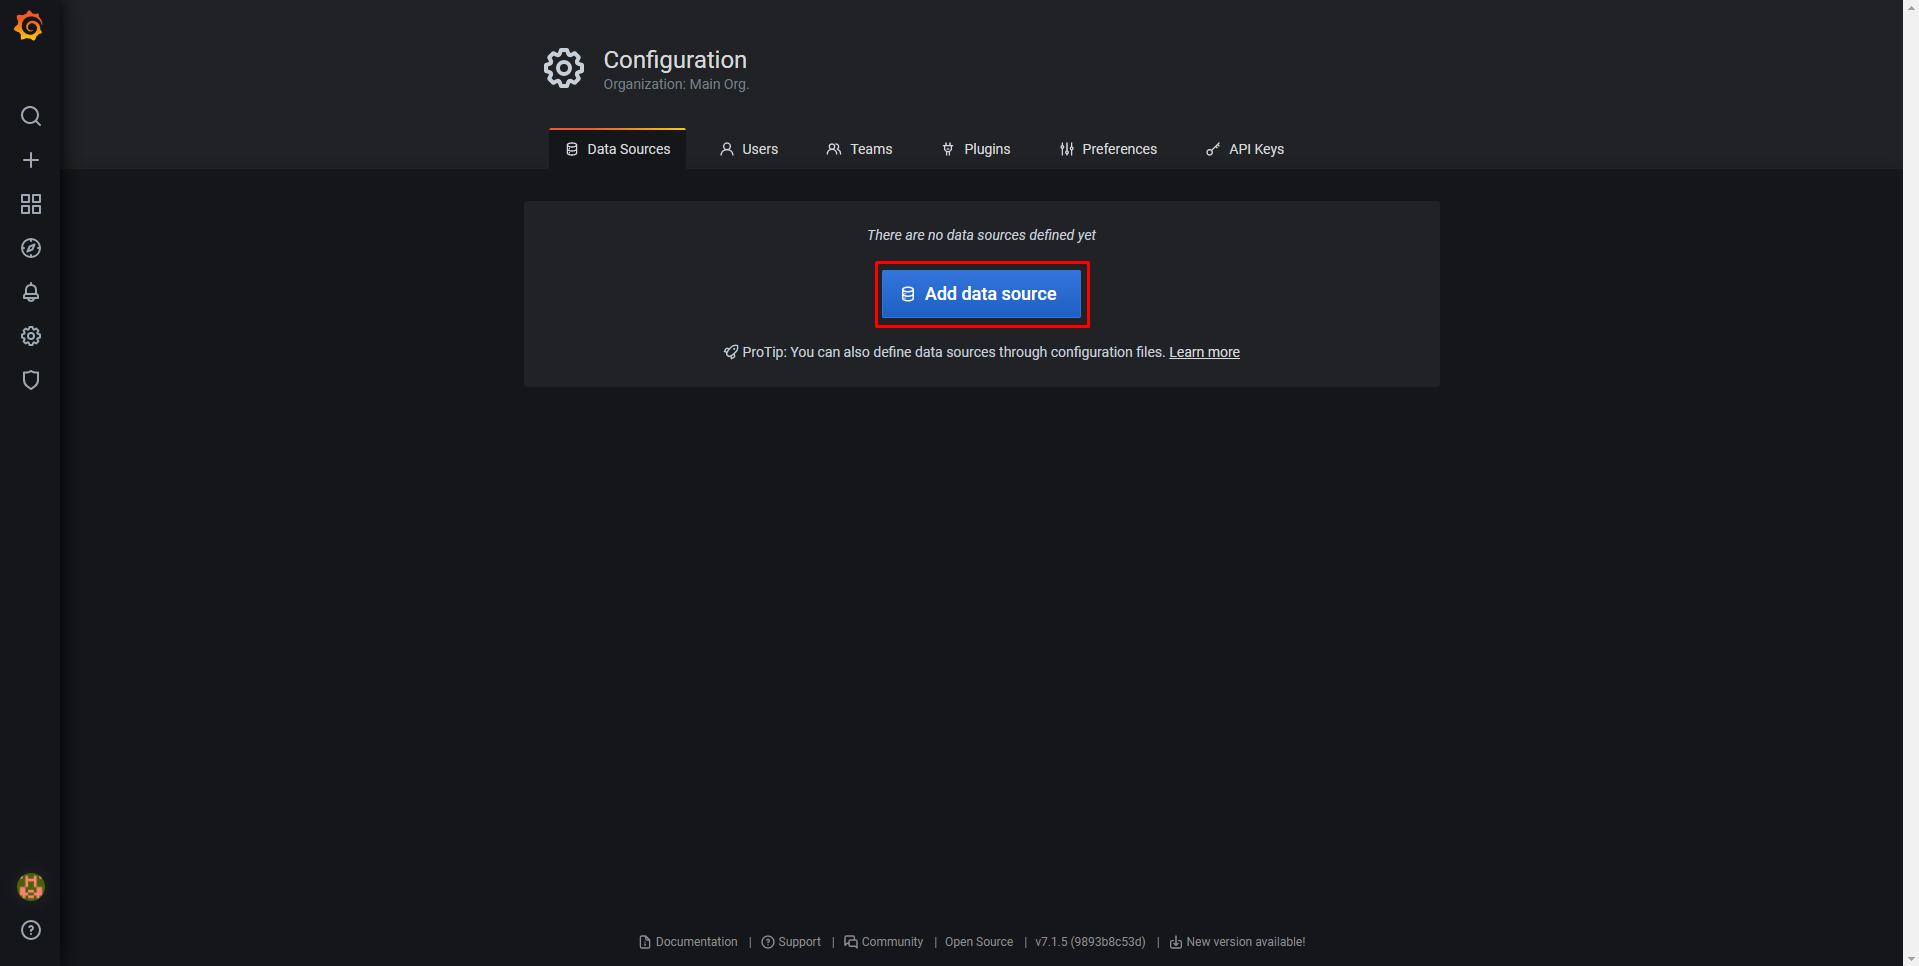 Configuration
Organization: Main Org.
Data Sources Users Teams Plugins Preferences API Keys
There are no data sources defined yet
Add data source
ProTip: You can also define data sources through configuration files. Learn more
Documentation | Support | Community | Open Source | v7.1.5 (9893b8c53d) | New version available!